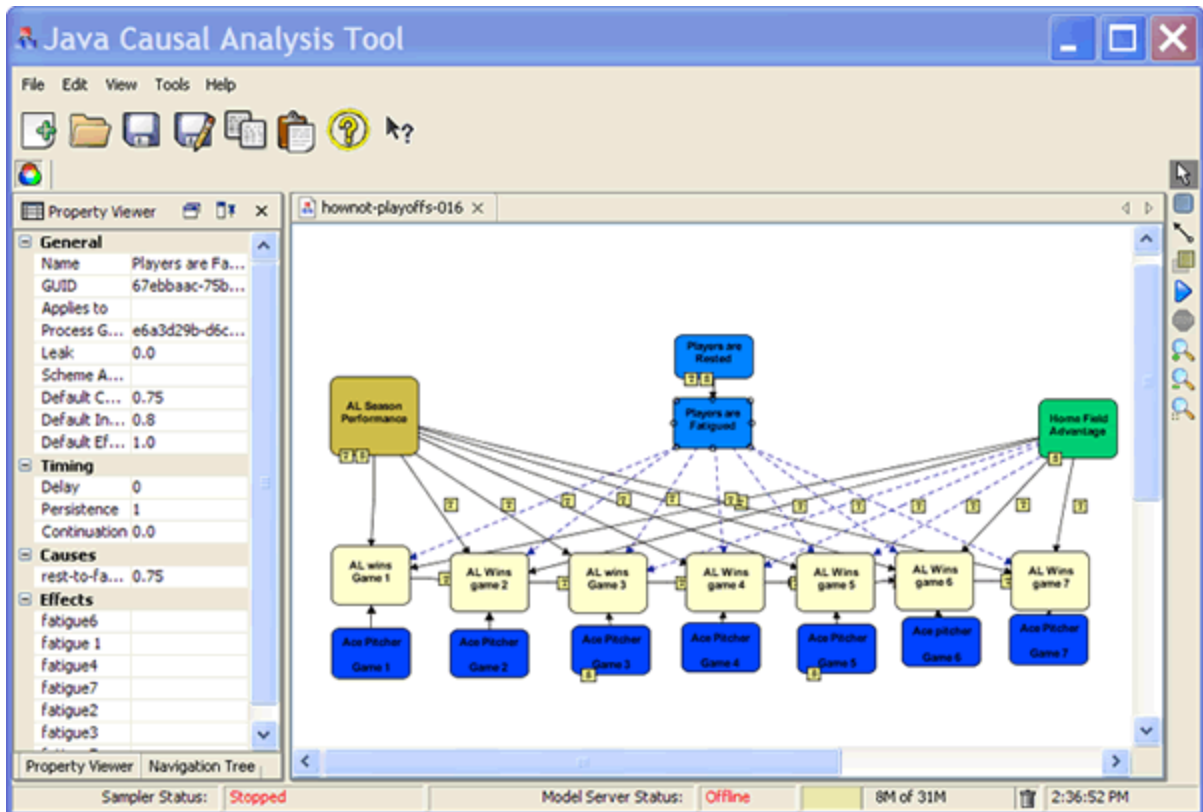 Java Causal Analysis Tool
File Edit View Tools Help
Property Viewer
hownot-playoffs-016
General
Name Players are Fa...
GUID 67ebbaac-75b...
Applies to
Process G... e6a3d29b-d6c...
Leak 0.0
Scheme A...
Default C... 0.75
Default In... 0.8
Default Ef... 1.0
Timing
Delay 0
Persistence 1
Continuation 0.0
Causes
rest-to-fa... 0.75
Effects
fatigue6
fatigue 1
fatigue4
fatigue7
fatigue2
fatigue3
Property Viewer Navigation Tree
Players are
Rested
Players are
Fatigued
AL Season
Performance
Home Field
Advantage
AL wins
Game 1
AL Wins
game 2
AL wins
Game 3
AL Wins
game 4
AL Wins
game 5
AL Wins
game 6
AL Wins
game 7
Ace Pitcher
Game 1
Ace Pitcher
Game 2
Ace Pitcher
Game 3
Ace Pitcher
Game 4
Ace Pitcher
Game 5
Ace pitcher
Game 6
Ace Pitcher
Game 7
Sampler Status: Stopped Model Server Status: Offline 8M of 31M 2:36:52 PM